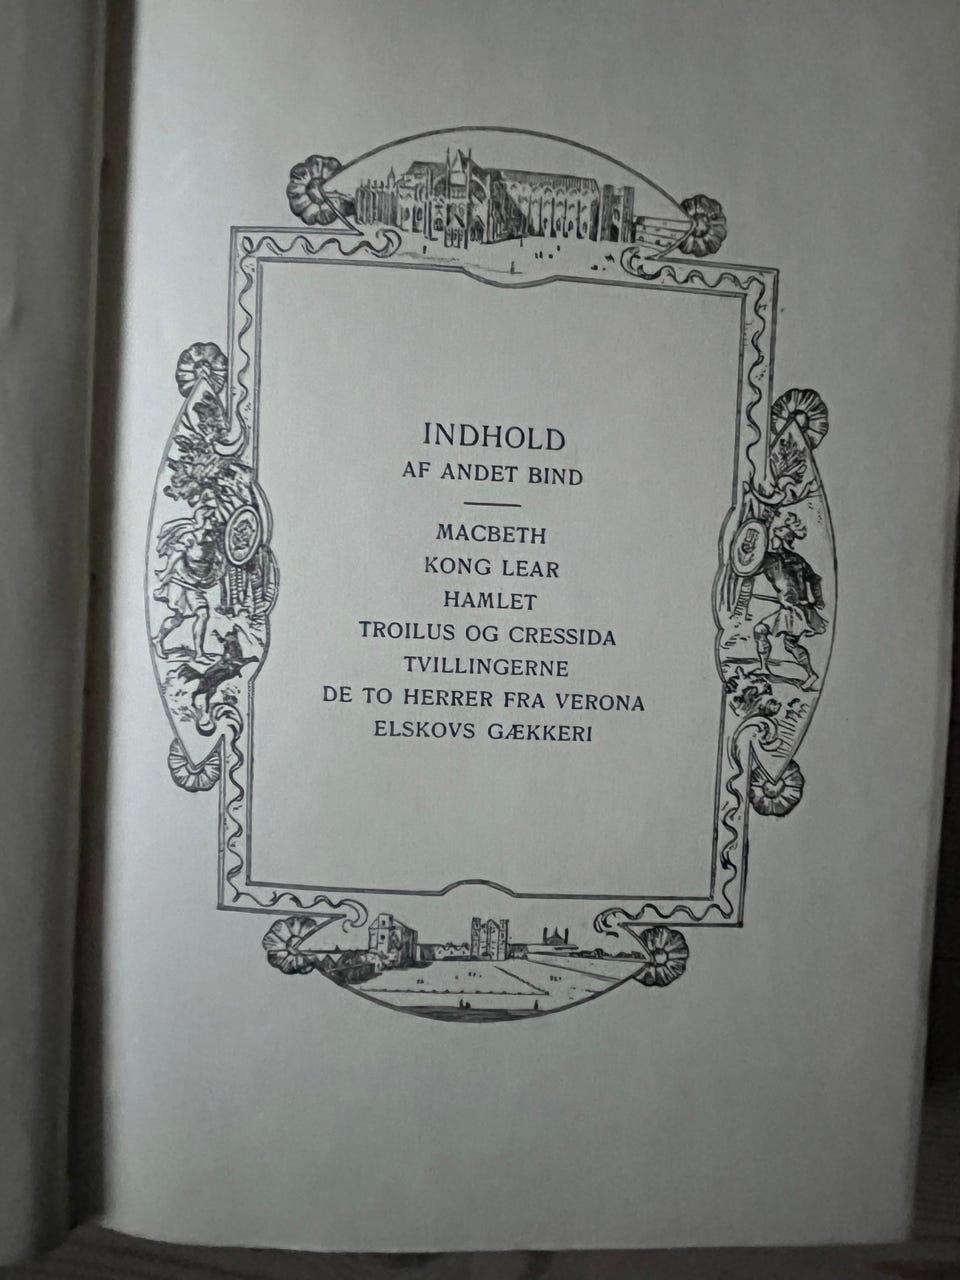 INDHOLD
AF ANDET BIND
MACBETH
KONG LEAR
HAMLET
TROILUS OG CRESSIDA
TVILLINGERNE
DE TO HERRER FRA VERONA
ELSKOVS GÆKKERI